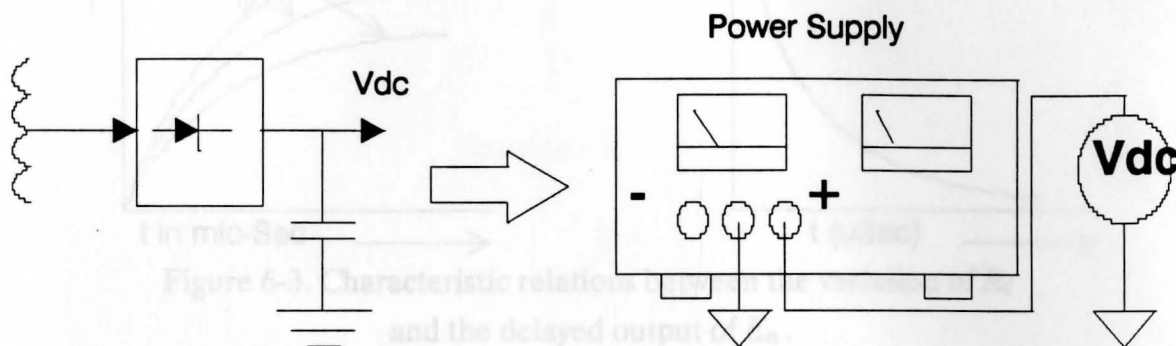 Power Supply
Vdc
Vdc
- +
t in mic-Sec
t (uSec)
Figure 6-3. Characteristic relations between the variation of R
and the delayed output of